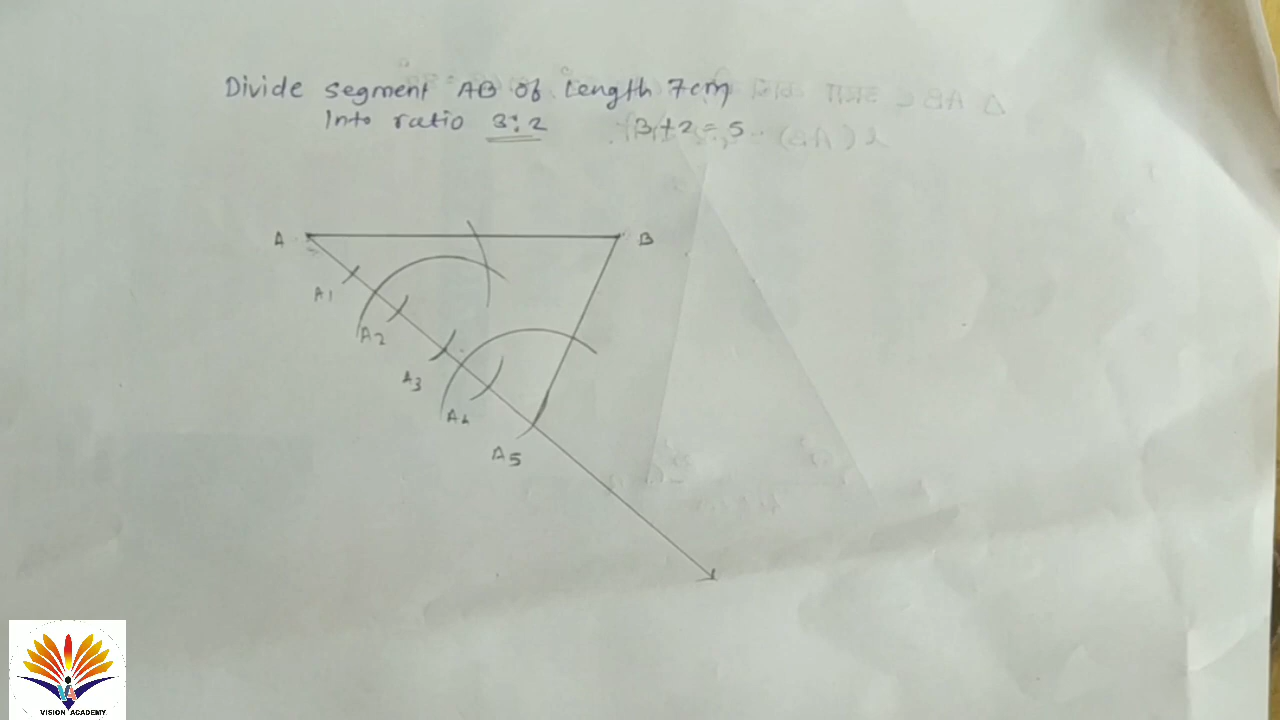 Divide segment AB of length 7cm
Into ratio 3:2 3+2=5
A B
A1
A2
A3
A4
A5
VISION ACADEMY